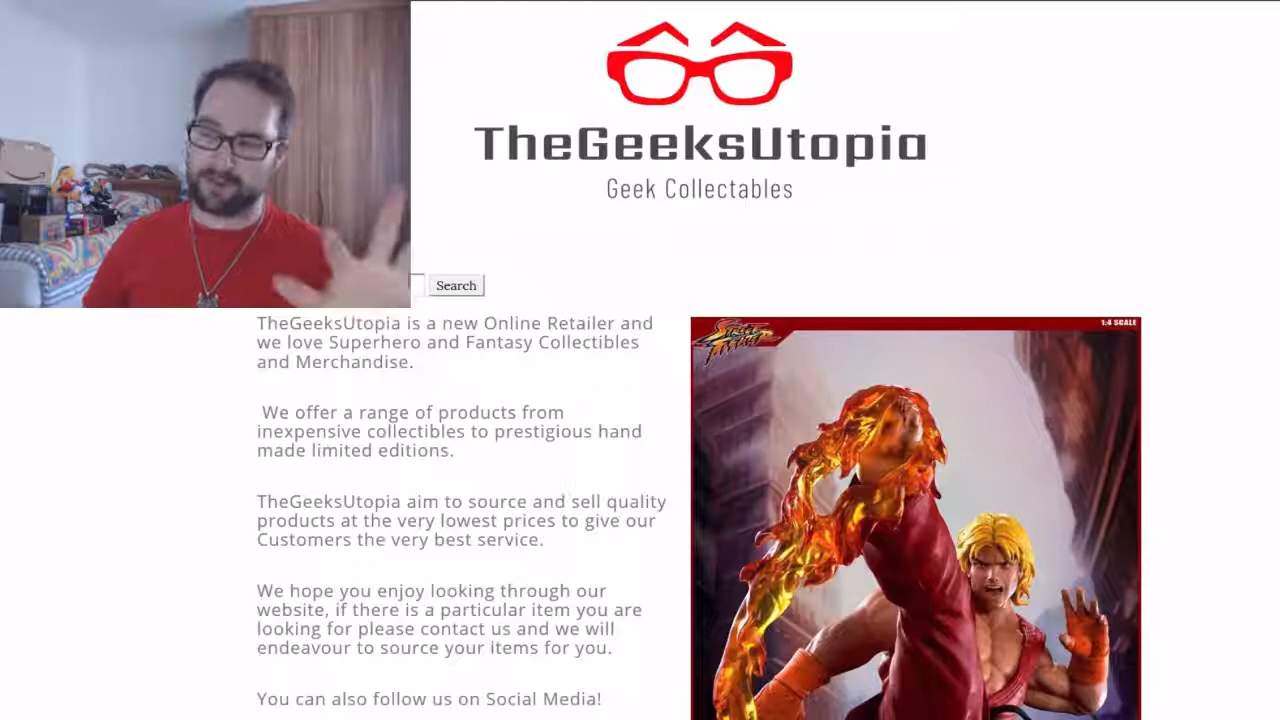 TheGeeksUtopia
Geek Collectables
Search
TheGeeksUtopia is a new Online Retailer and
we love Superhero and Fantasy Collectibles
and Merchandise.
We offer a range of products from
inexpensive collectibles to prestigious hand
made limited editions.
TheGeeksUtopia aim to source and sell quality
products at the very lowest prices to give our
Customers the very best service.
We hope you enjoy looking through our
website, if there is a particular item you are
looking for please contact us and we will
endeavour to source your items for you.
You can also follow us on Social Media!
Street
Fighter
1:4 SCALE